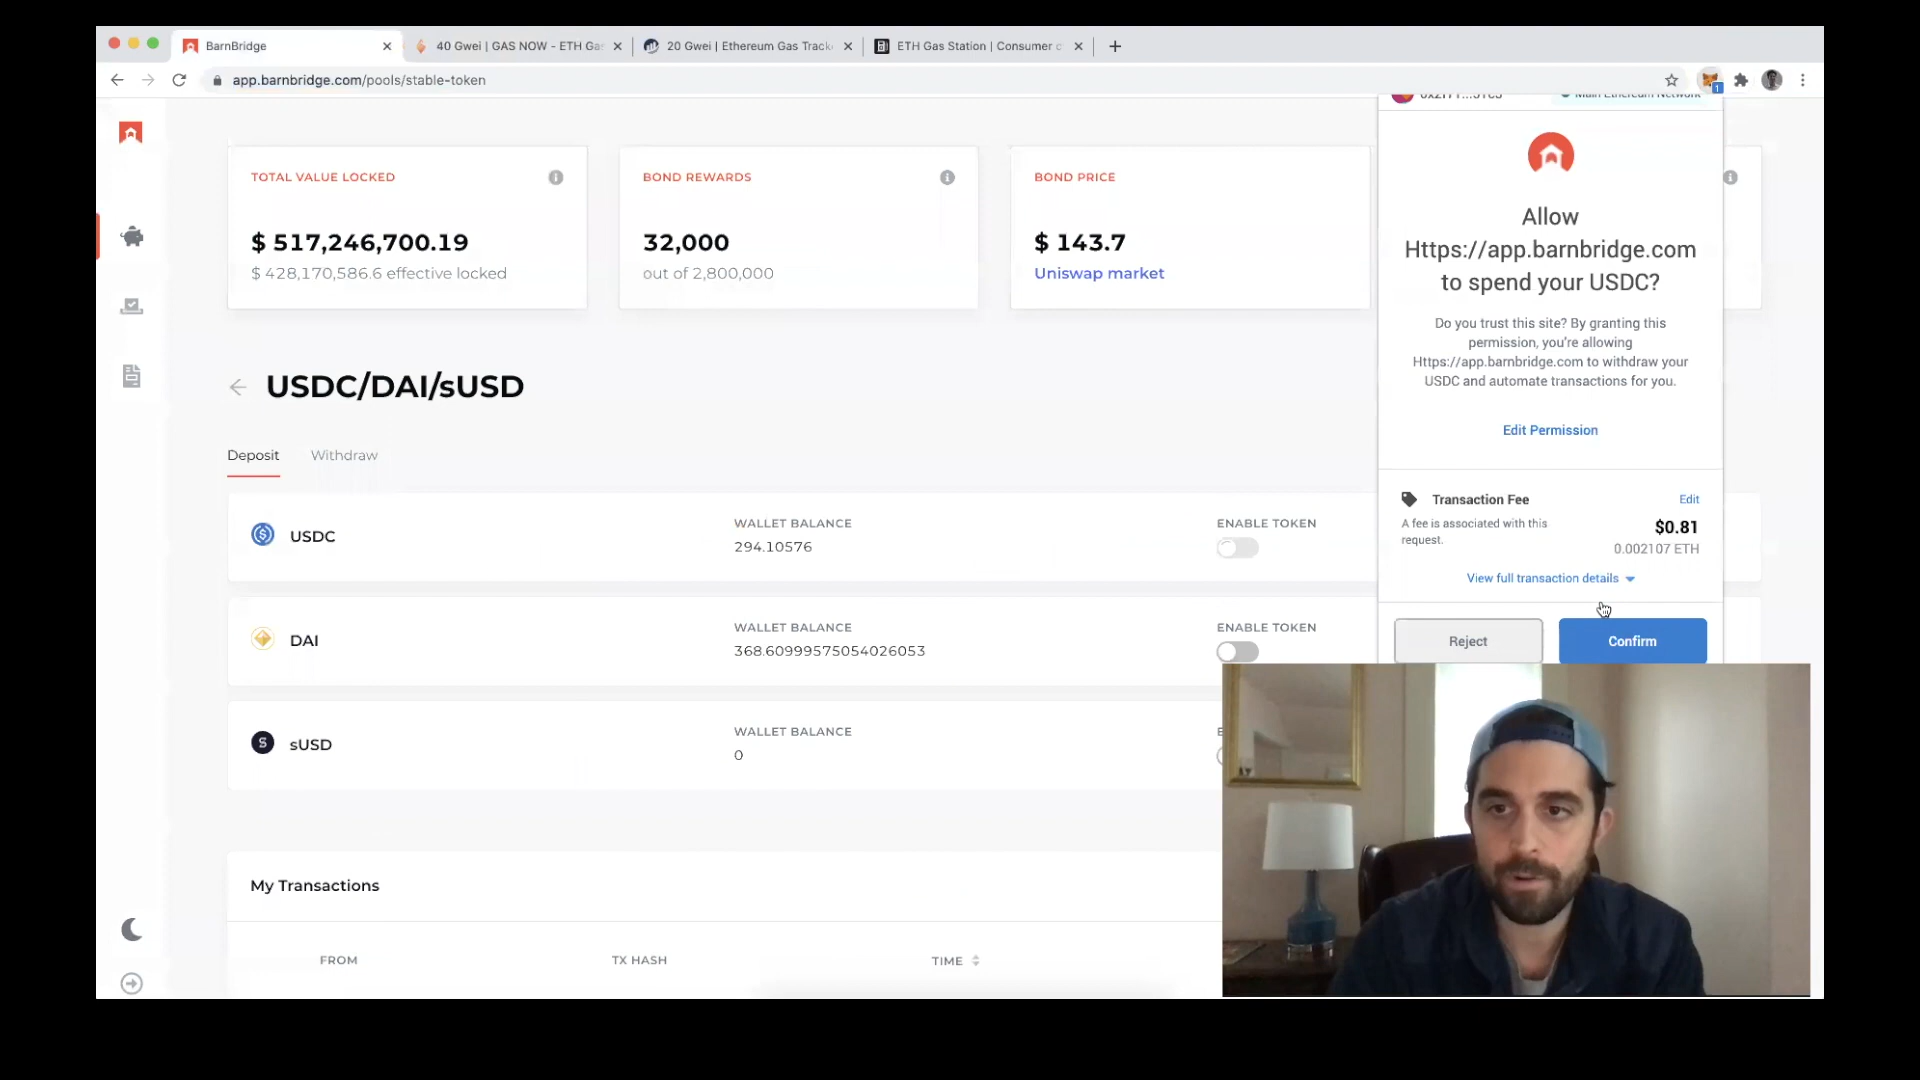 BarnBridge
40 Gwei | GAS NOW - ETH Gas
20 Gwei | Ethereum Gas Track
ETH Gas Station | Consumer
app.barnbridge.com/pools/stable-token
1
Main Ethereum Network
TOTAL VALUE LOCKED
$ 517,246,700.19
$ 428,170,586.6 effective locked
BOND REWARDS
32,000
out of 2,800,000
BOND PRICE
$ 143.7
Uniswap market
Allow
Https://app.barnbridge.com
to spend your USDC?
Do you trust this site? By granting this
permission, you're allowing
Https://app.barnbridge.com to withdraw your
USDC and automate transactions for you.
Edit Permission
Transaction Fee
Edit
A fee is associated with this
request.
$0.81
0.002107 ETH
View full transaction details
Reject
Confirm
USDC/DAI/sUSD
Deposit
Withdraw
USDC
WALLET BALANCE
294.10576
ENABLE TOKEN
DAI
WALLET BALANCE
368.60999575054026053
ENABLE TOKEN
S
sUSD
WALLET BALANCE
0
My Transactions
FROM
TX HASH
TIME